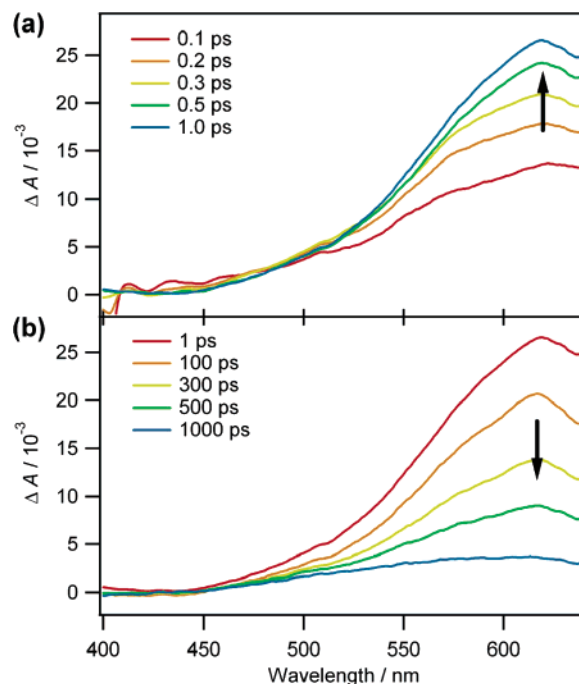 (a)
0.1 ps
0.2 ps
0.3 ps
0.5 ps
1.0 ps
25
20
15
10
5
0
Δ A / 10⁻³
(b)
1 ps
100 ps
300 ps
500 ps
1000 ps
25
20
15
10
5
0
Δ A / 10⁻³
400 450 500 550 600
Wavelength / nm